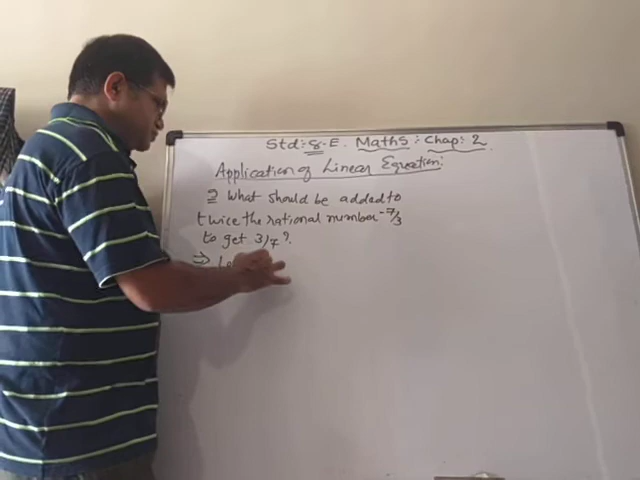 Std:- 8-E. Maths : Chap: 2
Application of Linear Equation:
2 What should be added to
twice the rational number -7/3
to get 3/7?
⇒